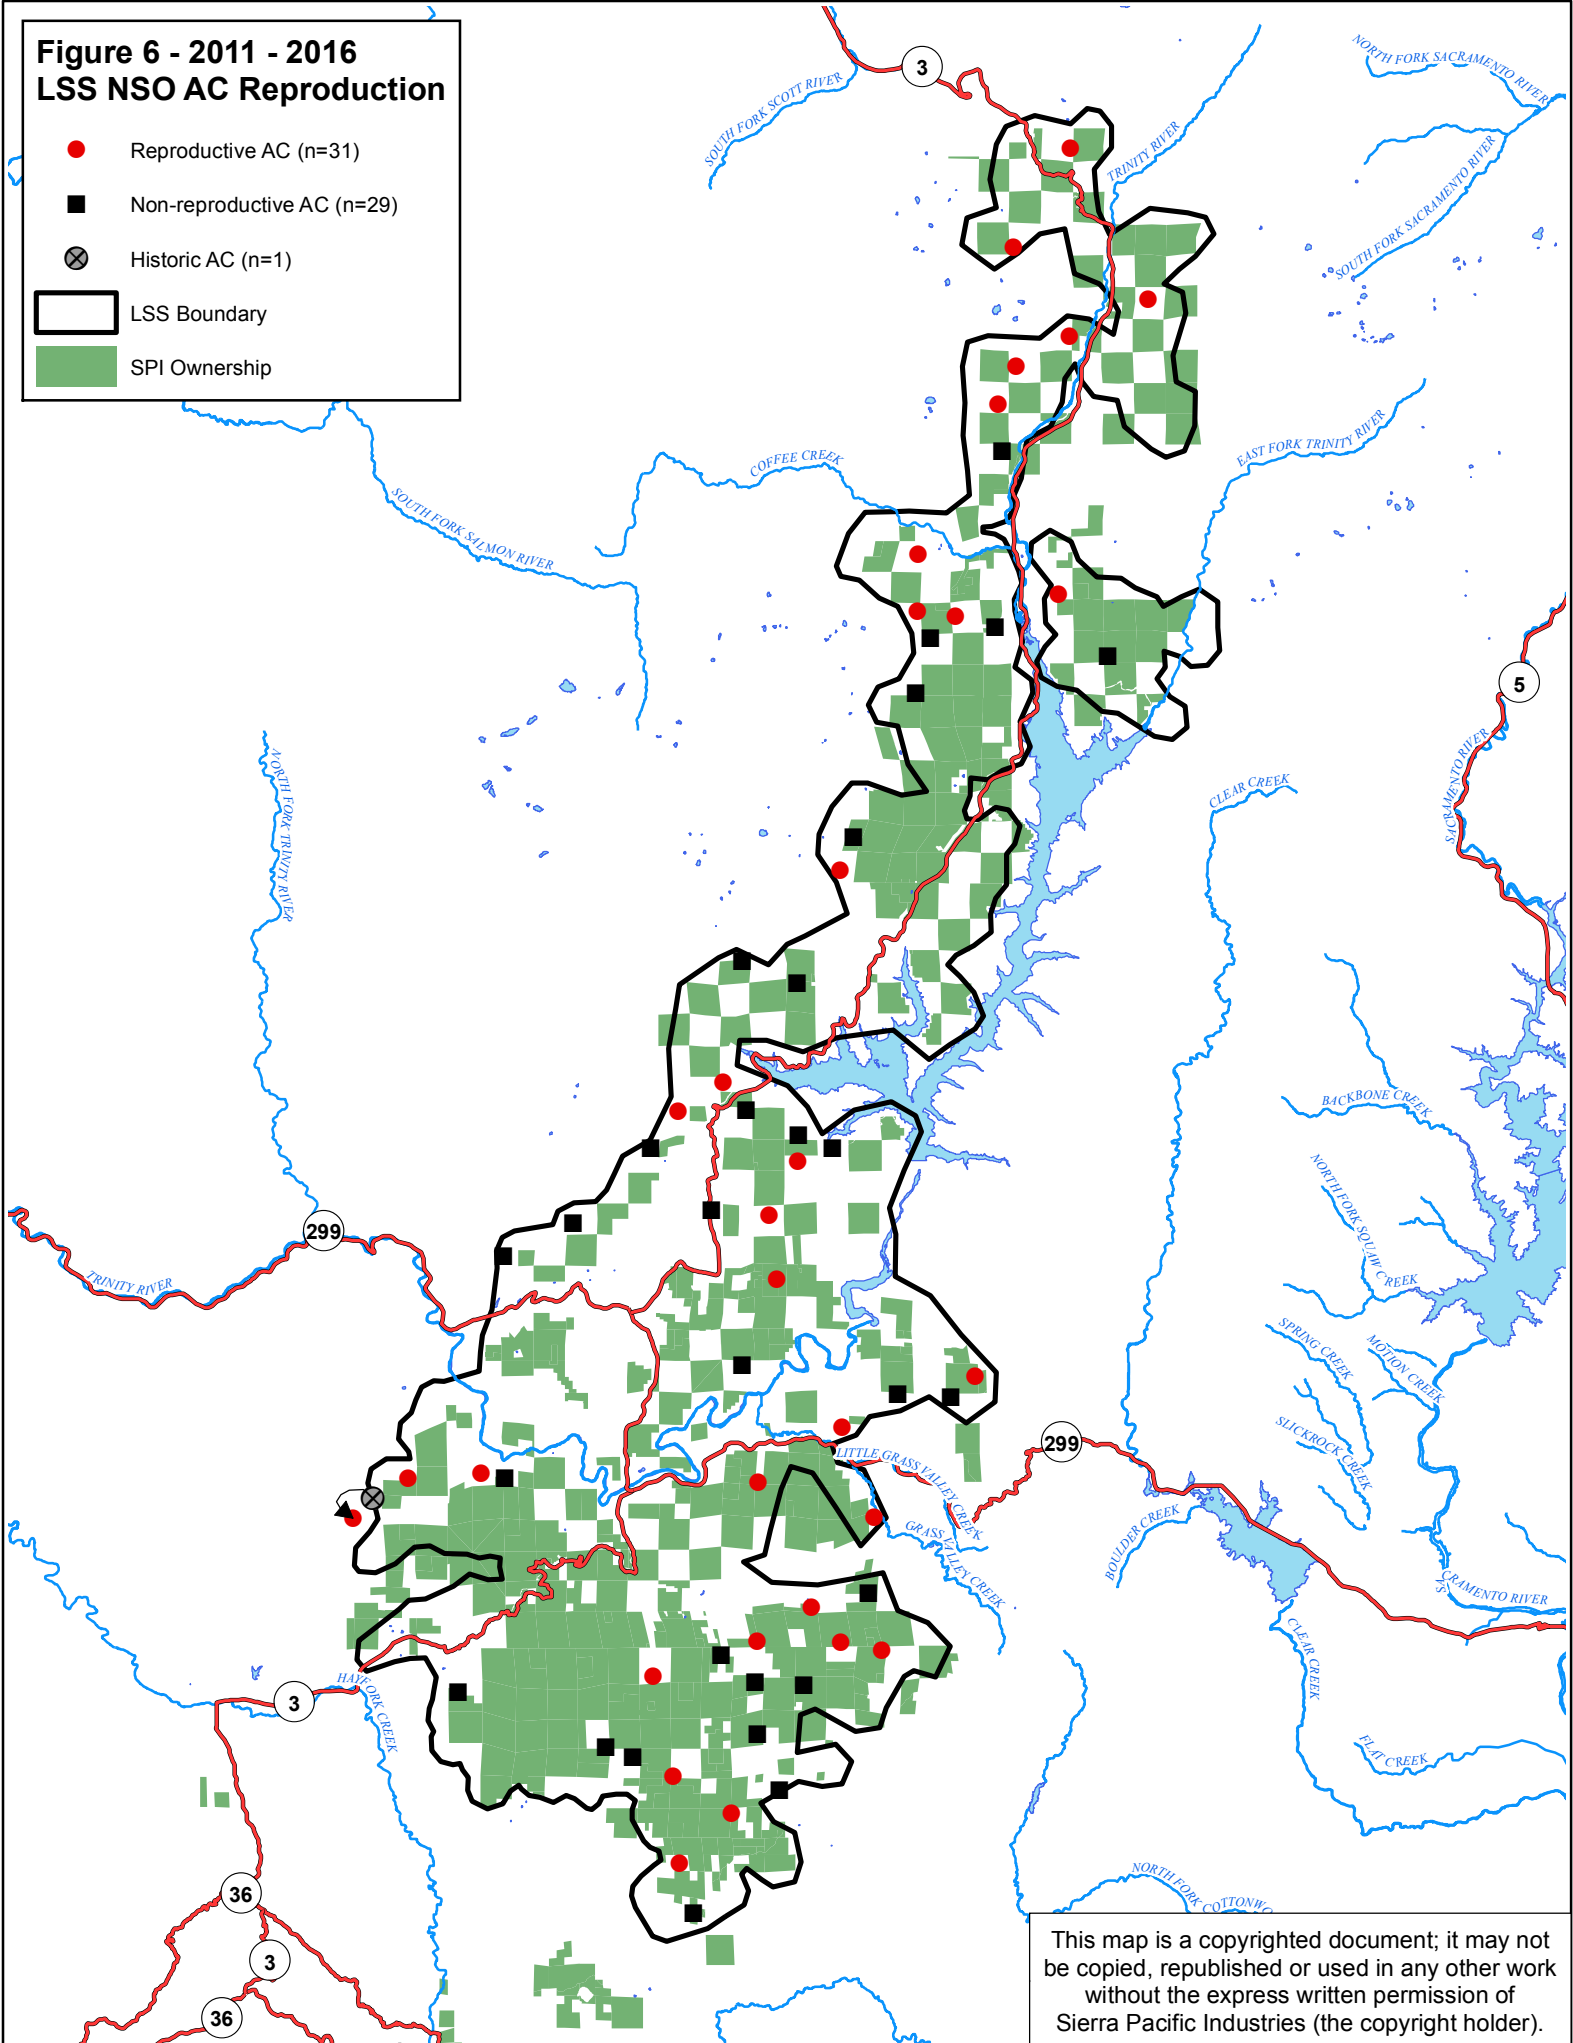 Figure 6 - 2011 - 2016
LSS NSO AC Reproduction
Reproductive AC (n=31)
Non-reproductive AC (n=29)
Historic AC (n=1)
LSS Boundary
SPI Ownership
3
SOUTH FORK SCOTT RIVER
TRINITY RIVER
NORTH FORK SACRAMENTO RIVER
SOUTH FORK SACRAMENTO RIVER
EAST FORK TRINITY RIVER
COFFEE CREEK
SOUTH FORK SALMON RIVER
5
SACRAMENTO RIVER
CLEAR CREEK
NORTH FORK TRINITY RIVER
BACKBONE CREEK
NORTH FORK SQUAW CREEK
299
TRINITY RIVER
SPRING CREEK
MOTION CREEK
SLICKROCK CREEK
299
LITTLE GRASS VALLEY CREEK
GRASS VALLEY CREEK
BOULDER CREEK
SACRAMENTO RIVER
CLEAR CREEK
HAYFORK CREEK
3
FLAT CREEK
36
NORTH FORK COTTONWO
3
36
This map is a copyrighted document; it may not
be copied, republished or used in any other work
without the express written permission of
Sierra Pacific Industries (the copyright holder).